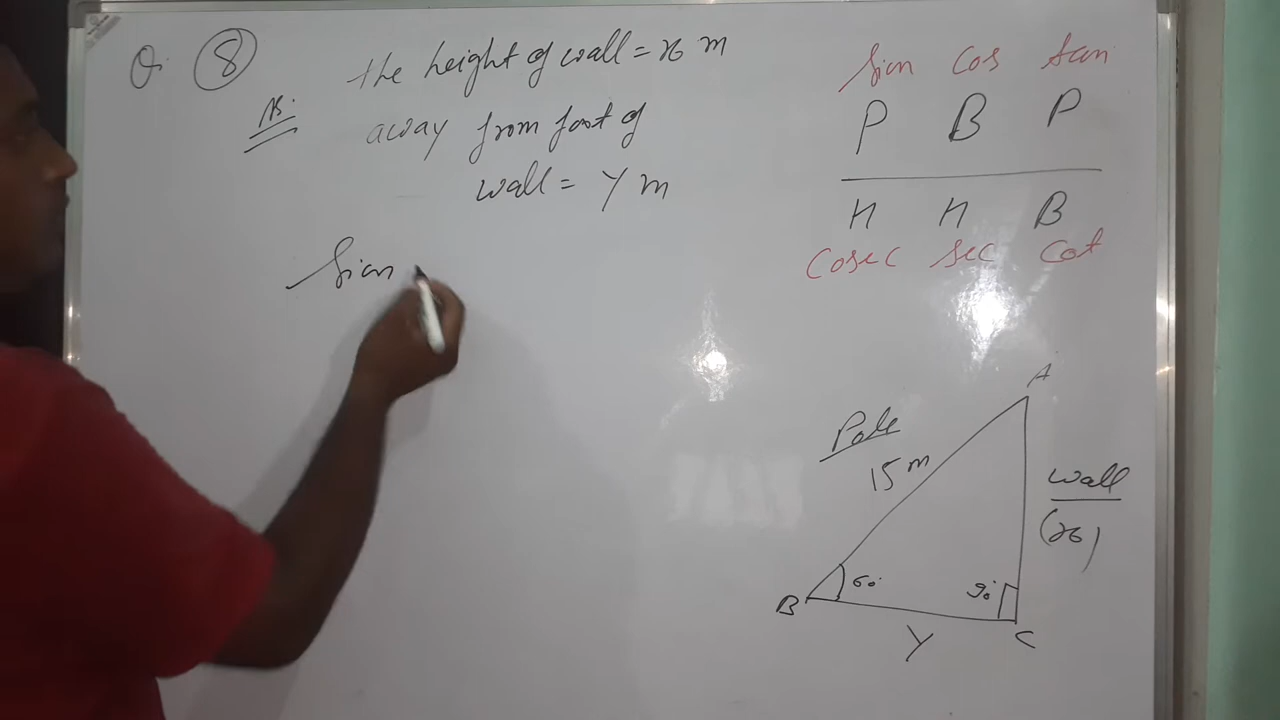 Q. 8
the height of wall = x m
Ans.
away from foot of
wall = y m
Sin
Sin Cos tan
P B P
H H B
Cosec Sec Cot
A
Pole
15 m
wall
(x)
B 60° 90° C
y